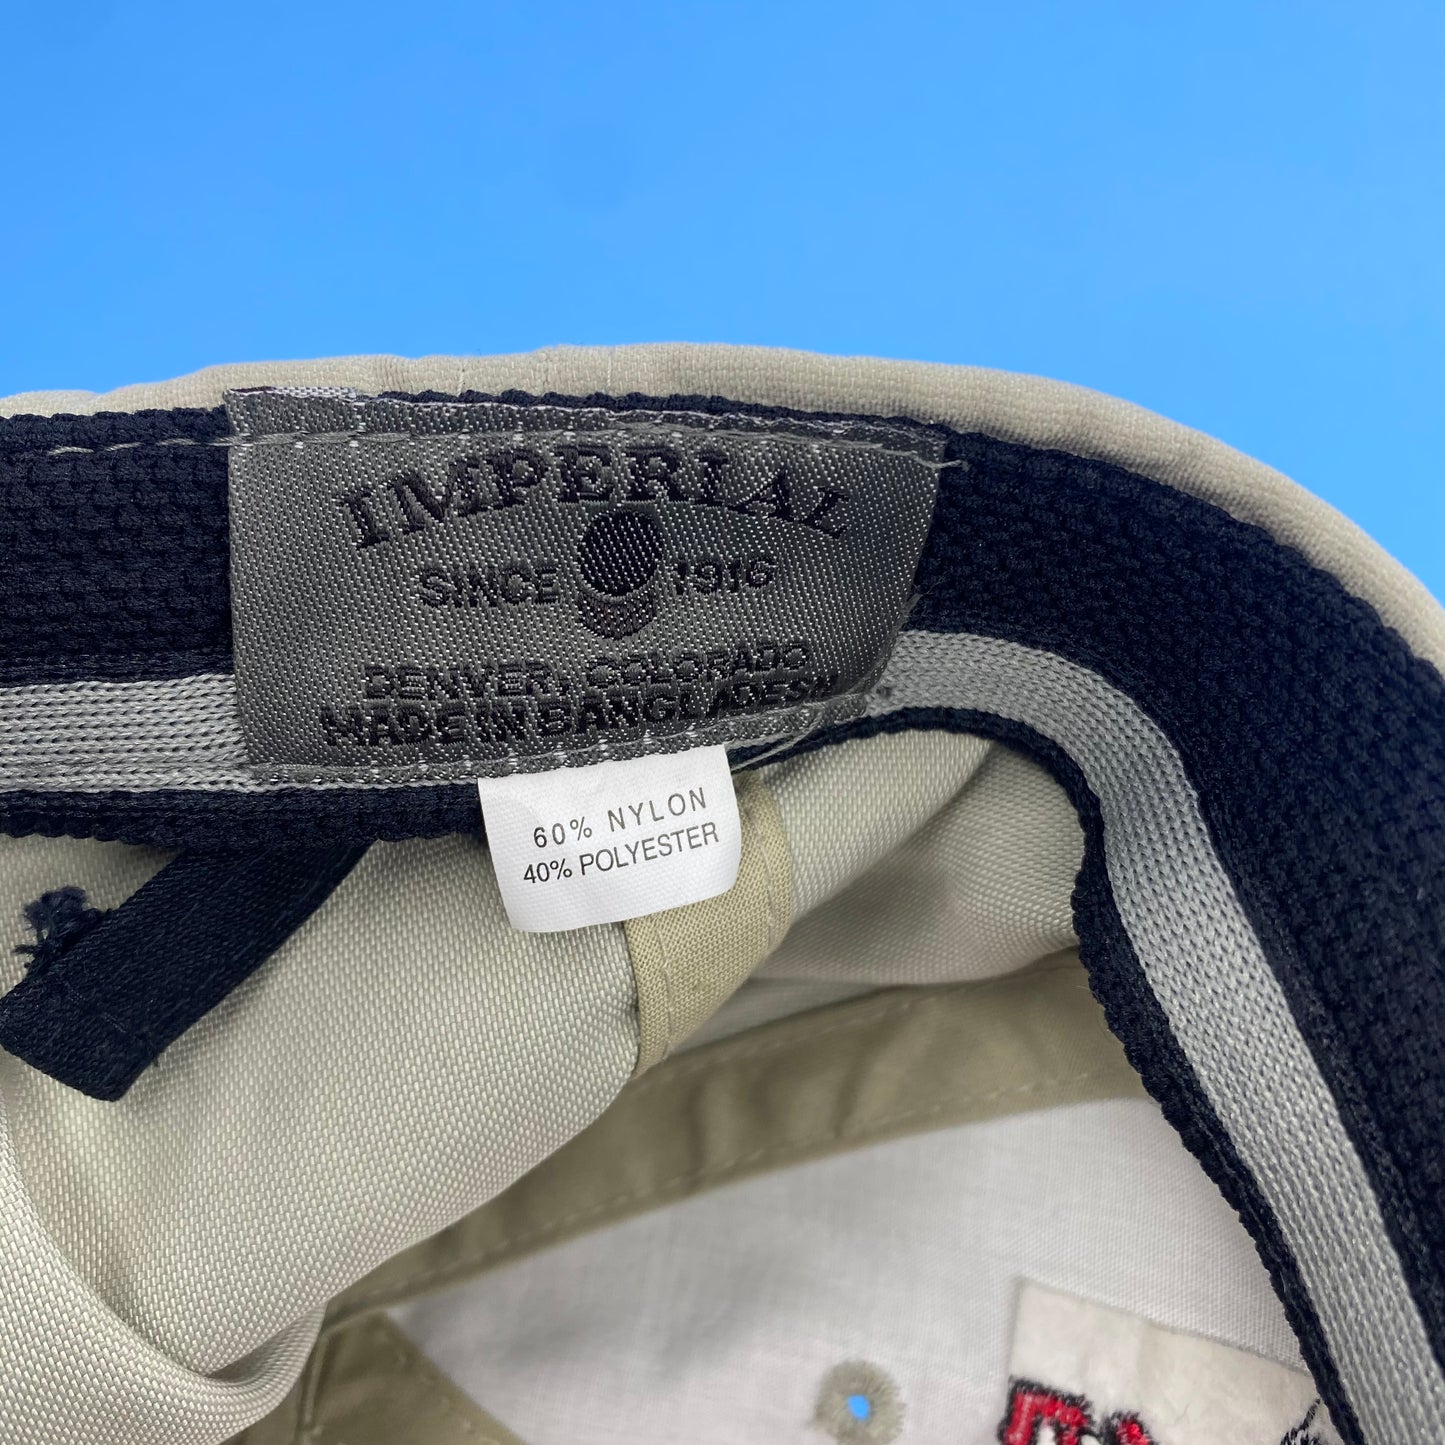 IMPERIAL
SINCE 1916
DENVER, COLORADO
MADE IN BANGLADESH
60% NYLON
40% POLYESTER